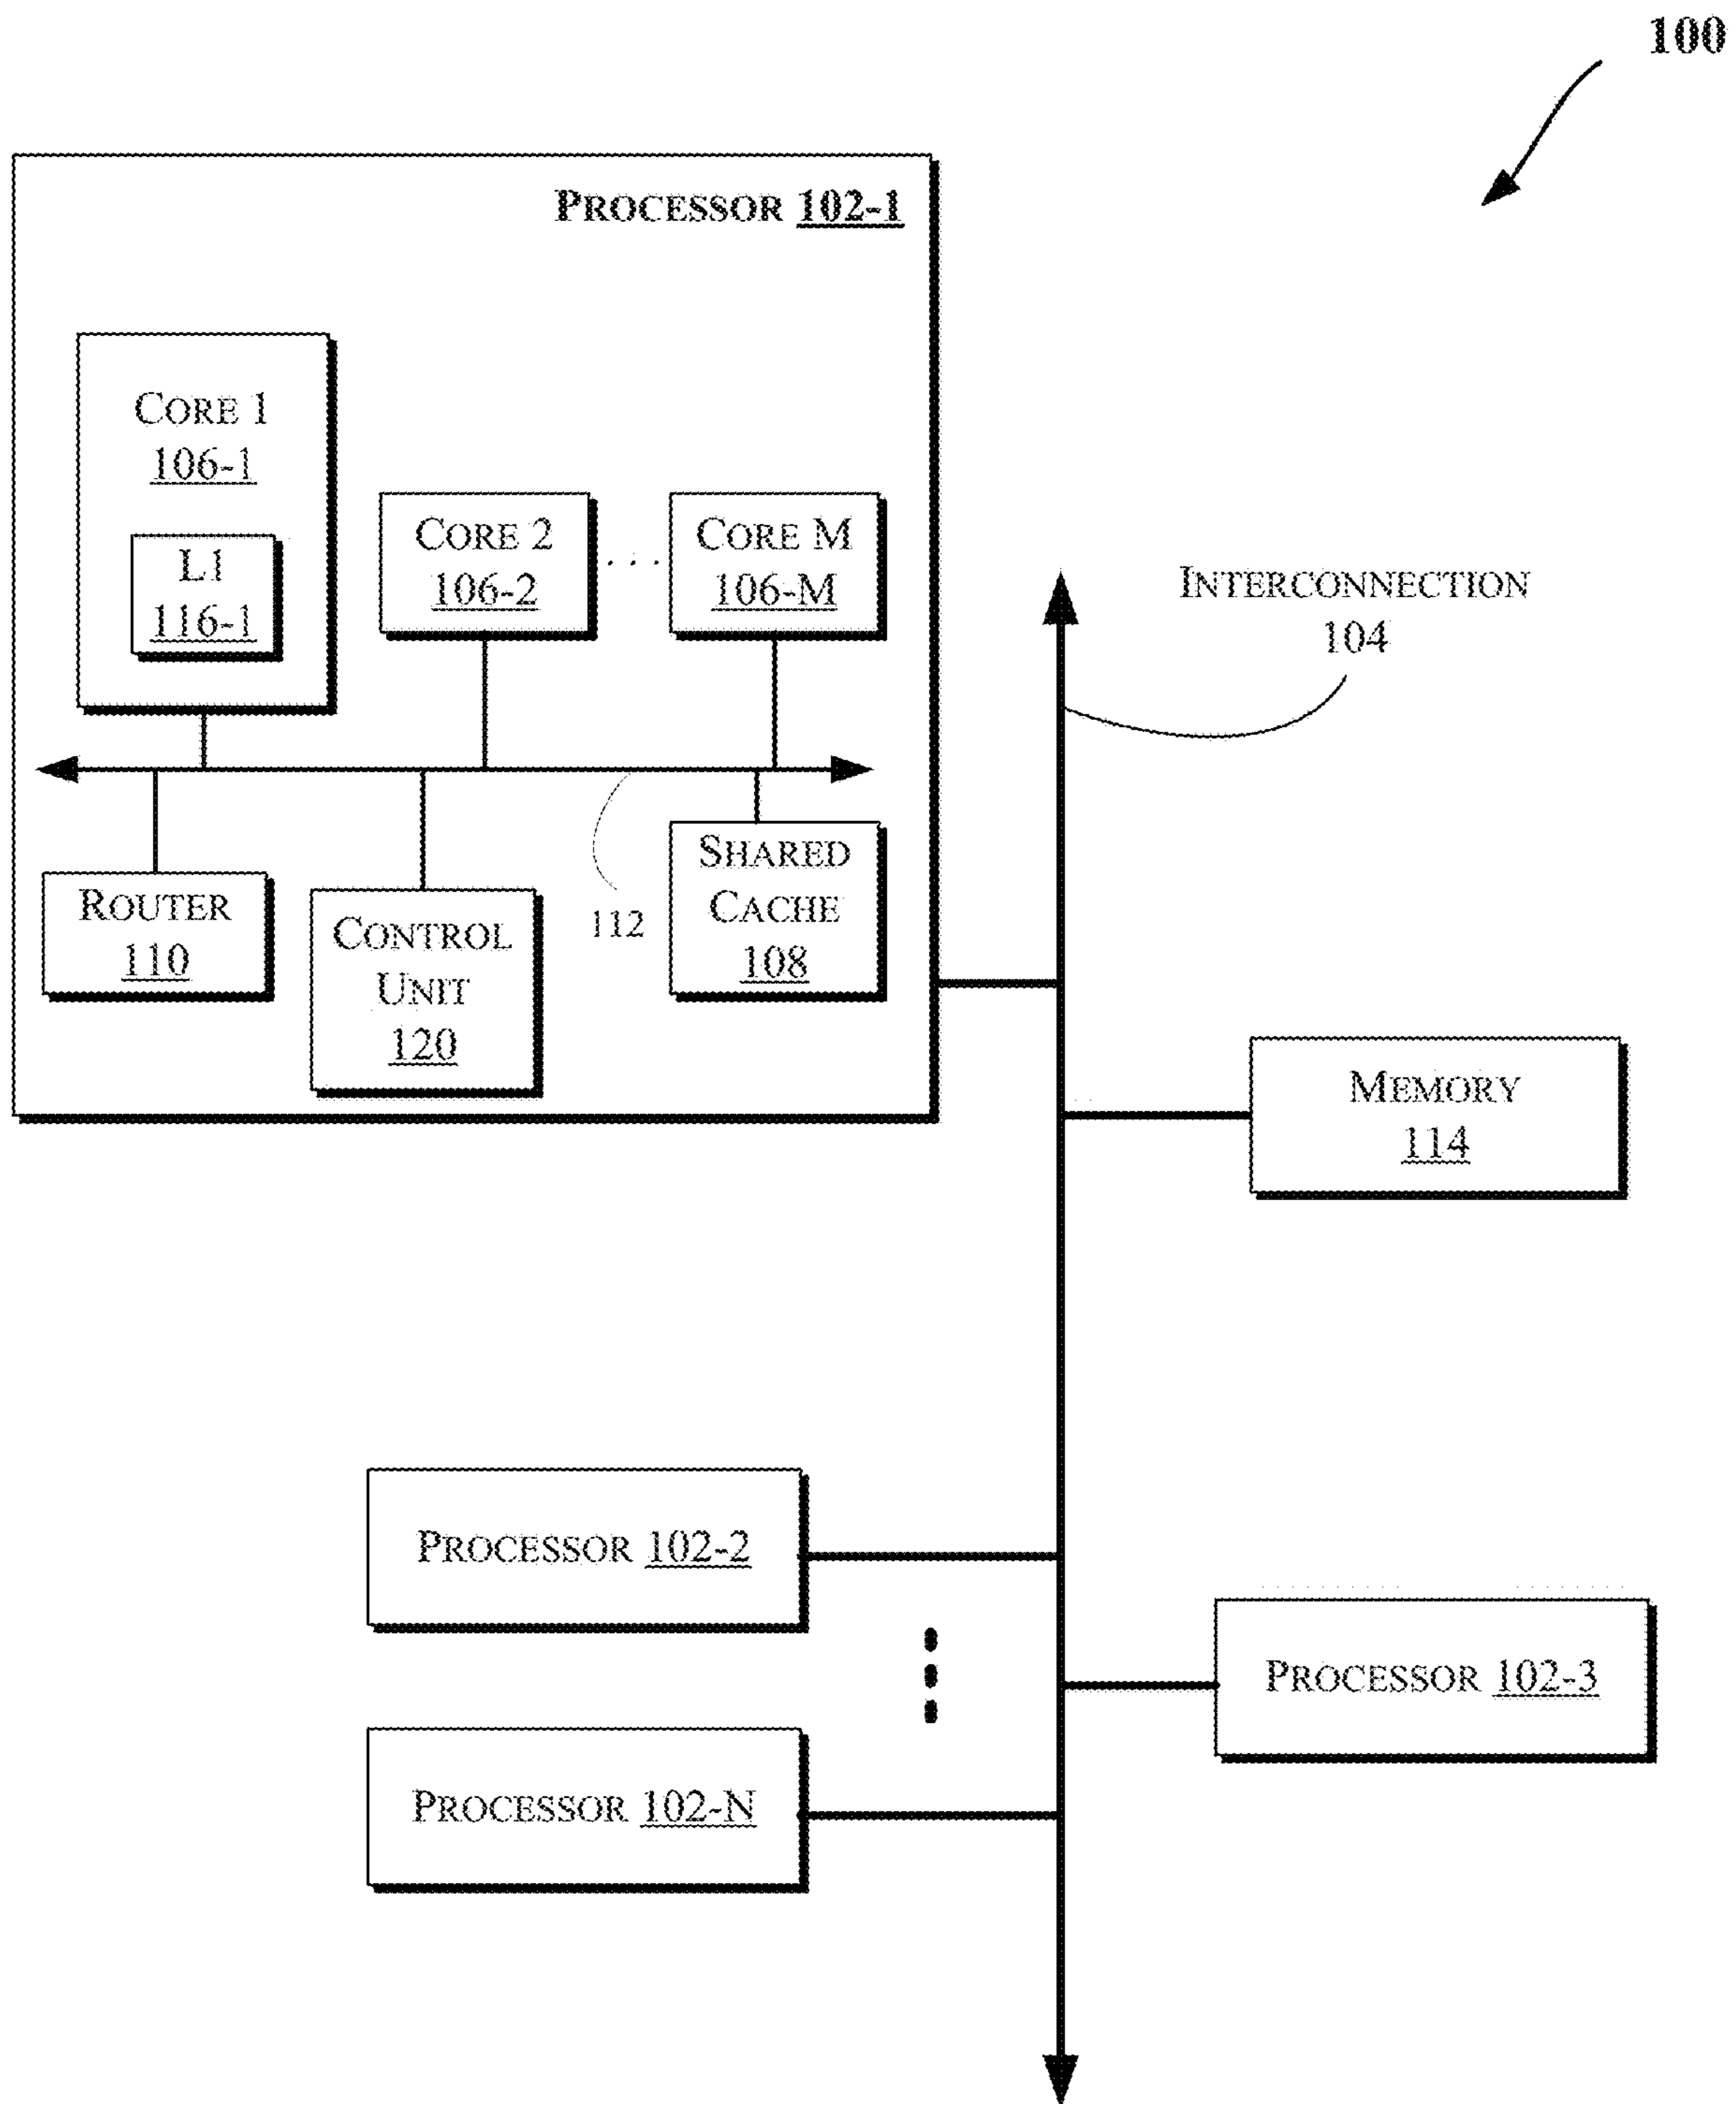 100
PROCESSOR 102-1
CORE 1
106-1
L1
116-1
CORE 2
106-2
. . .
CORE M
106-M
INTERCONNECTION
104
ROUTER
110
CONTROL
UNIT
120
112
SHARED
CACHE
108
MEMORY
114
PROCESSOR 102-2
PROCESSOR 102-3
PROCESSOR 102-N